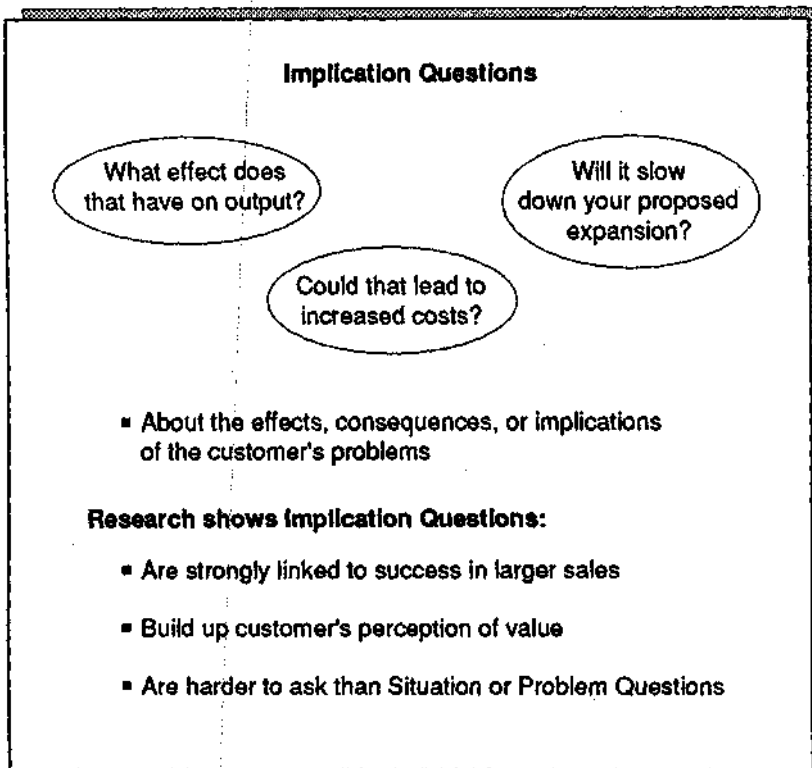 Implication Questions
What effect does
that have on output?
Will it slow
down your proposed
expansion?
Could that lead to
increased costs?
▪ About the effects, consequences, or implications
of the customer's problems
Research shows Implication Questions:
▪ Are strongly linked to success in larger sales
▪ Build up customer's perception of value
▪ Are harder to ask than Situation or Problem Questions